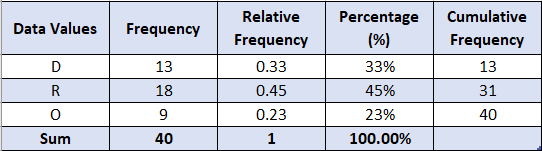 Data Values Frequency Relative Frequency Percentage (%) Cumulative Frequency
D 13 0.33 33% 13
R 18 0.45 45% 31
O 9 0.23 23% 40
Sum 40 1 100.00%